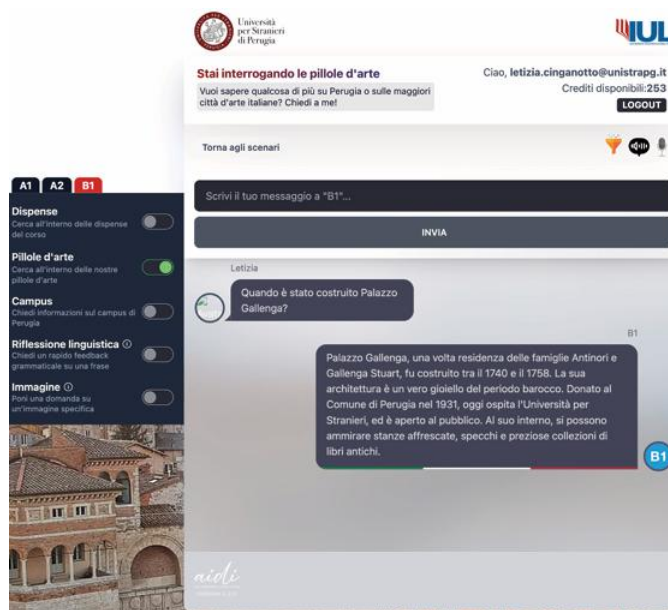 Università
per Stranieri
di Perugia
IUL
Stai interrogando le pillole d'arte
Vuoi sapere qualcosa di più su Perugia o sulle maggiori
città d'arte italiane? Chiedi a me!
Ciao, letizia.cinganotto@unistrapg.it
Crediti disponibili:253
LOGOUT
Torna agli scenari
A1 A2 B1
Dispense
Cerca all'interno delle dispense
del corso
Pillole d'arte
Cerca all'interno delle nostre
pillole d'arte
Campus
Chiedi informazioni sul campus di
Perugia
Riflessione linguistica
Chiedi un rapido feedback
grammaticale su una frase
Immagine
Poni una domanda su
un'immagine specifica
Scrivi il tuo messaggio a "B1"...
INVIA
Letizia
Quando è stato costruito Palazzo
Gallenga?
B1
Palazzo Gallenga, una volta residenza delle famiglie Antinori e
Gallenga Stuart, fu costruito tra il 1740 e il 1758. La sua
architettura è un vero gioiello del periodo barocco. Donato al
Comune di Perugia nel 1931, oggi ospita l'Università per
Stranieri, ed è aperto al pubblico. Al suo interno, si possono
ammirare stanze affrescate, specchi e preziose collezioni di
libri antichi.
B1